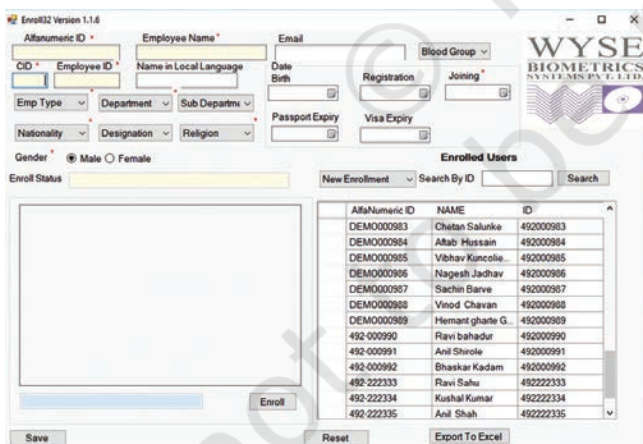 Enroll32 Version 1.1.6
Alfanumeric ID * Employee Name * Email Blood Group
WYSE
BIOMETRICS
SYSTEMS PVT. LTD.
CID * Employee ID * Name in Local Language Date
Birth Registration Joining *
Emp Type * Department * Sub Departme
Passport Expiry Visa Expiry
Nationality * Designation * Religion *
Gender * Male Female
Enrolled Users
Enroll Status New Enrollment Search By ID Search
AlfaNumeric ID NAME ID
DEMO000983 Chetan Salunke 492000983
DEMO000984 Aftab Hussain 492000984
DEMO000985 Vibhav Kuncolie... 492000985
DEMO000986 Nagesh Jadhav 492000986
DEMO000987 Sachin Barve 492000987
DEMO000988 Vinod Chavan 492000988
DEMO000989 Hemant gharte G... 492000989
492-000990 Ravi bahadur 492000990
492-000991 Anil Shirole 492000991
492-000992 Bhaskar Kadam 492000992
492-222333 Ravi Sahu 492222333
492-222334 Kushal Kumar 492222334
492-222335 Anil Shah 492222335
Enroll
Save Reset Export To Excel